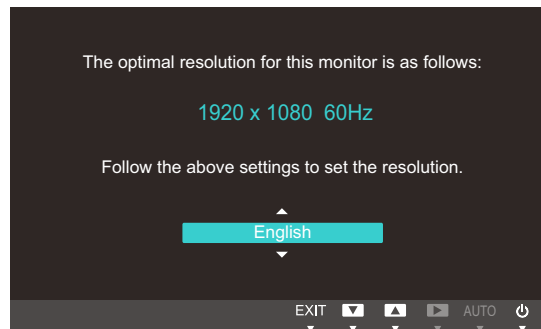 The optimal resolution for this monitor is as follows:
1920 x 1080 60Hz
Follow the above settings to set the resolution.
English
EXIT AUTO